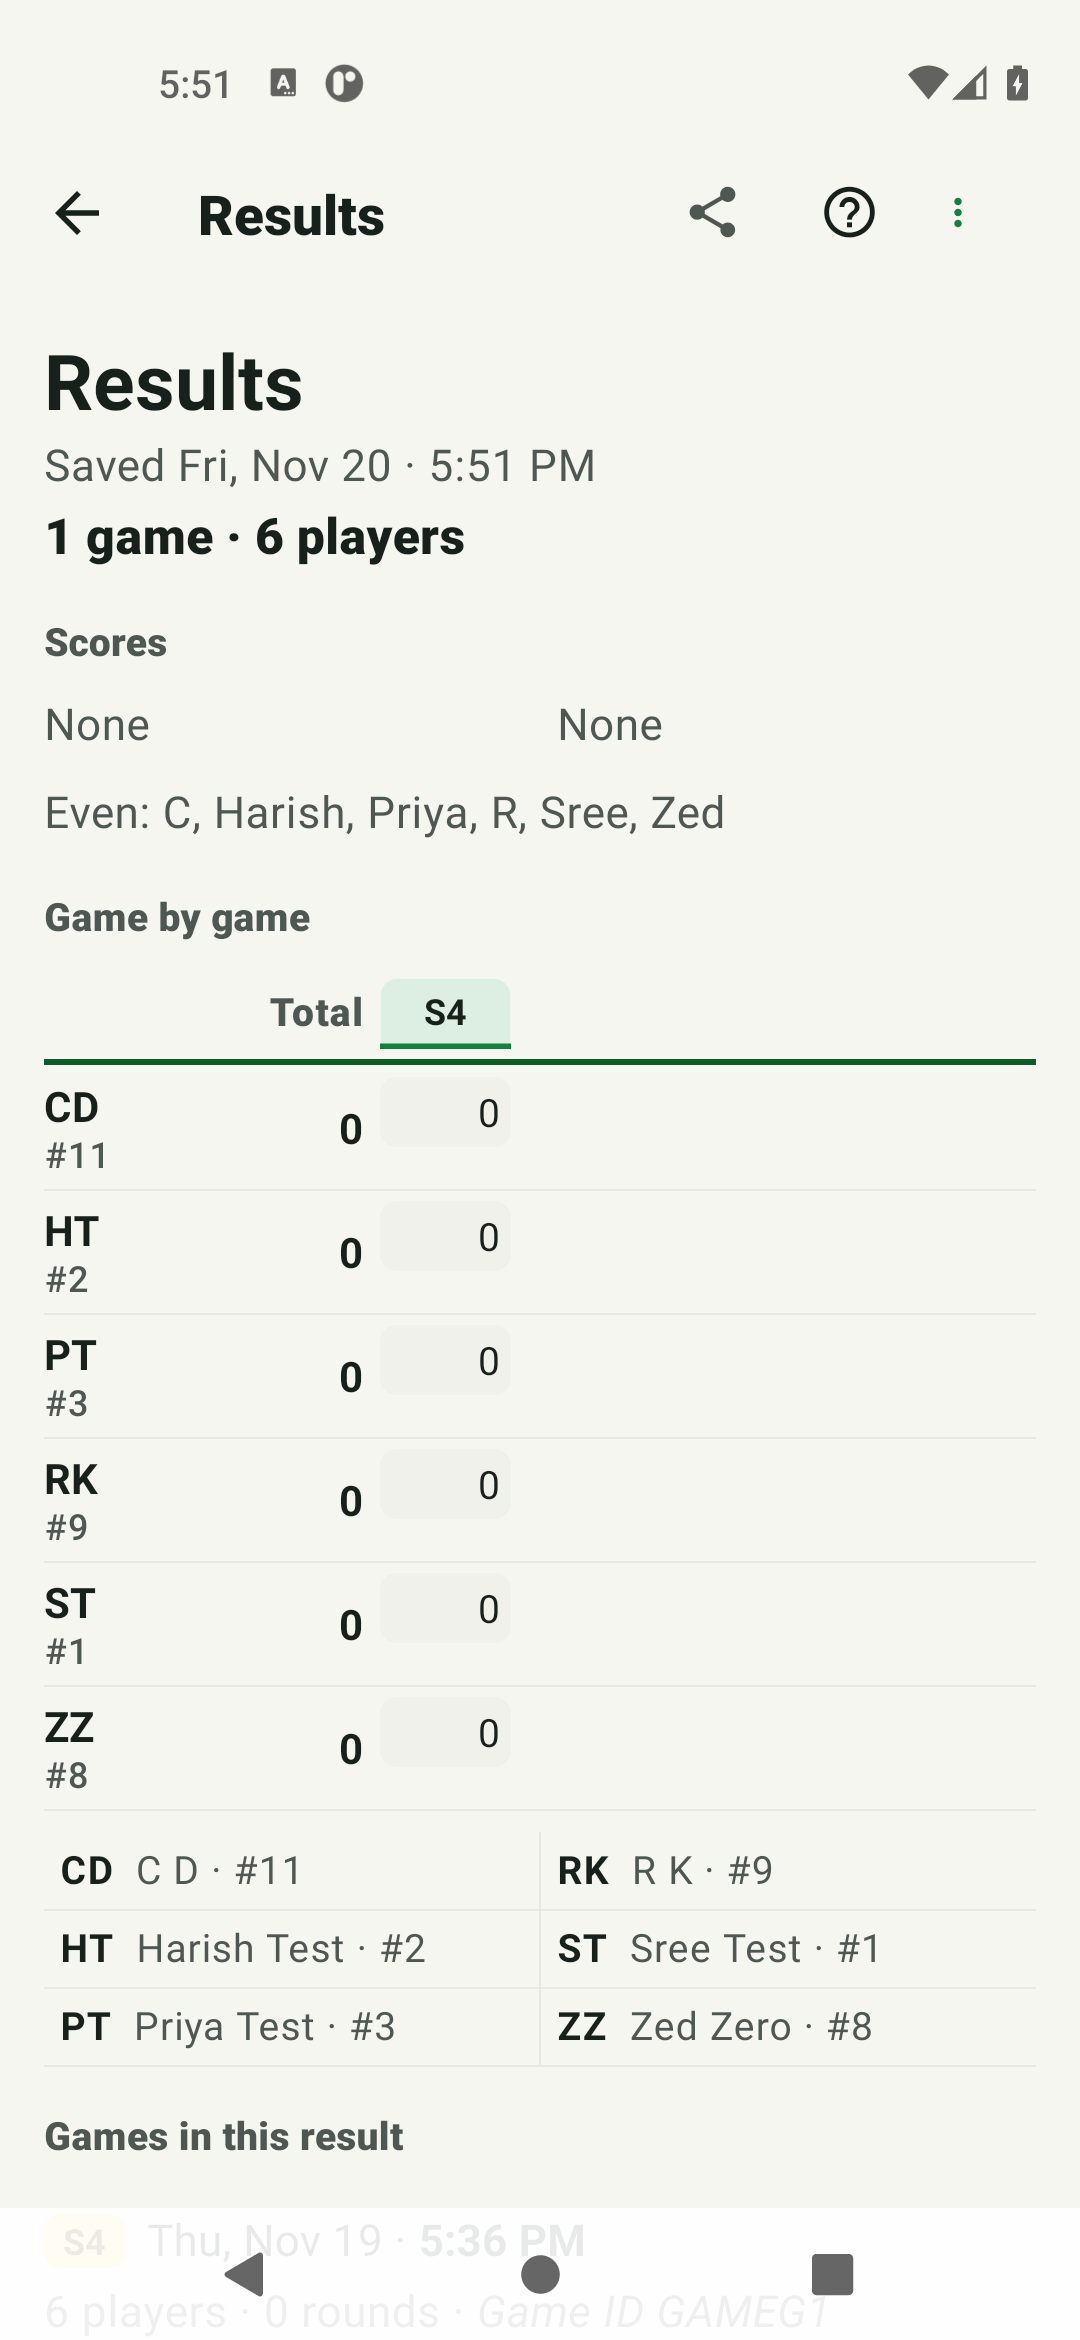 5:51
Results
Results
Saved Fri, Nov 20 · 5:51 PM
1 game · 6 players
Scores
None None
Even: C, Harish, Priya, R, Sree, Zed
Game by game
Total S4
CD 0 0
#11
HT 0 0
#2
PT 0 0
#3
RK 0 0
#9
ST 0 0
#1
ZZ 0 0
#8
CD C D · #11 RK R K · #9
HT Harish Test · #2 ST Sree Test · #1
PT Priya Test · #3 ZZ Zed Zero · #8
Games in this result
S4 Thu, Nov 19 · 5:36 PM
6 players · 0 rounds · Game ID GAMEG1